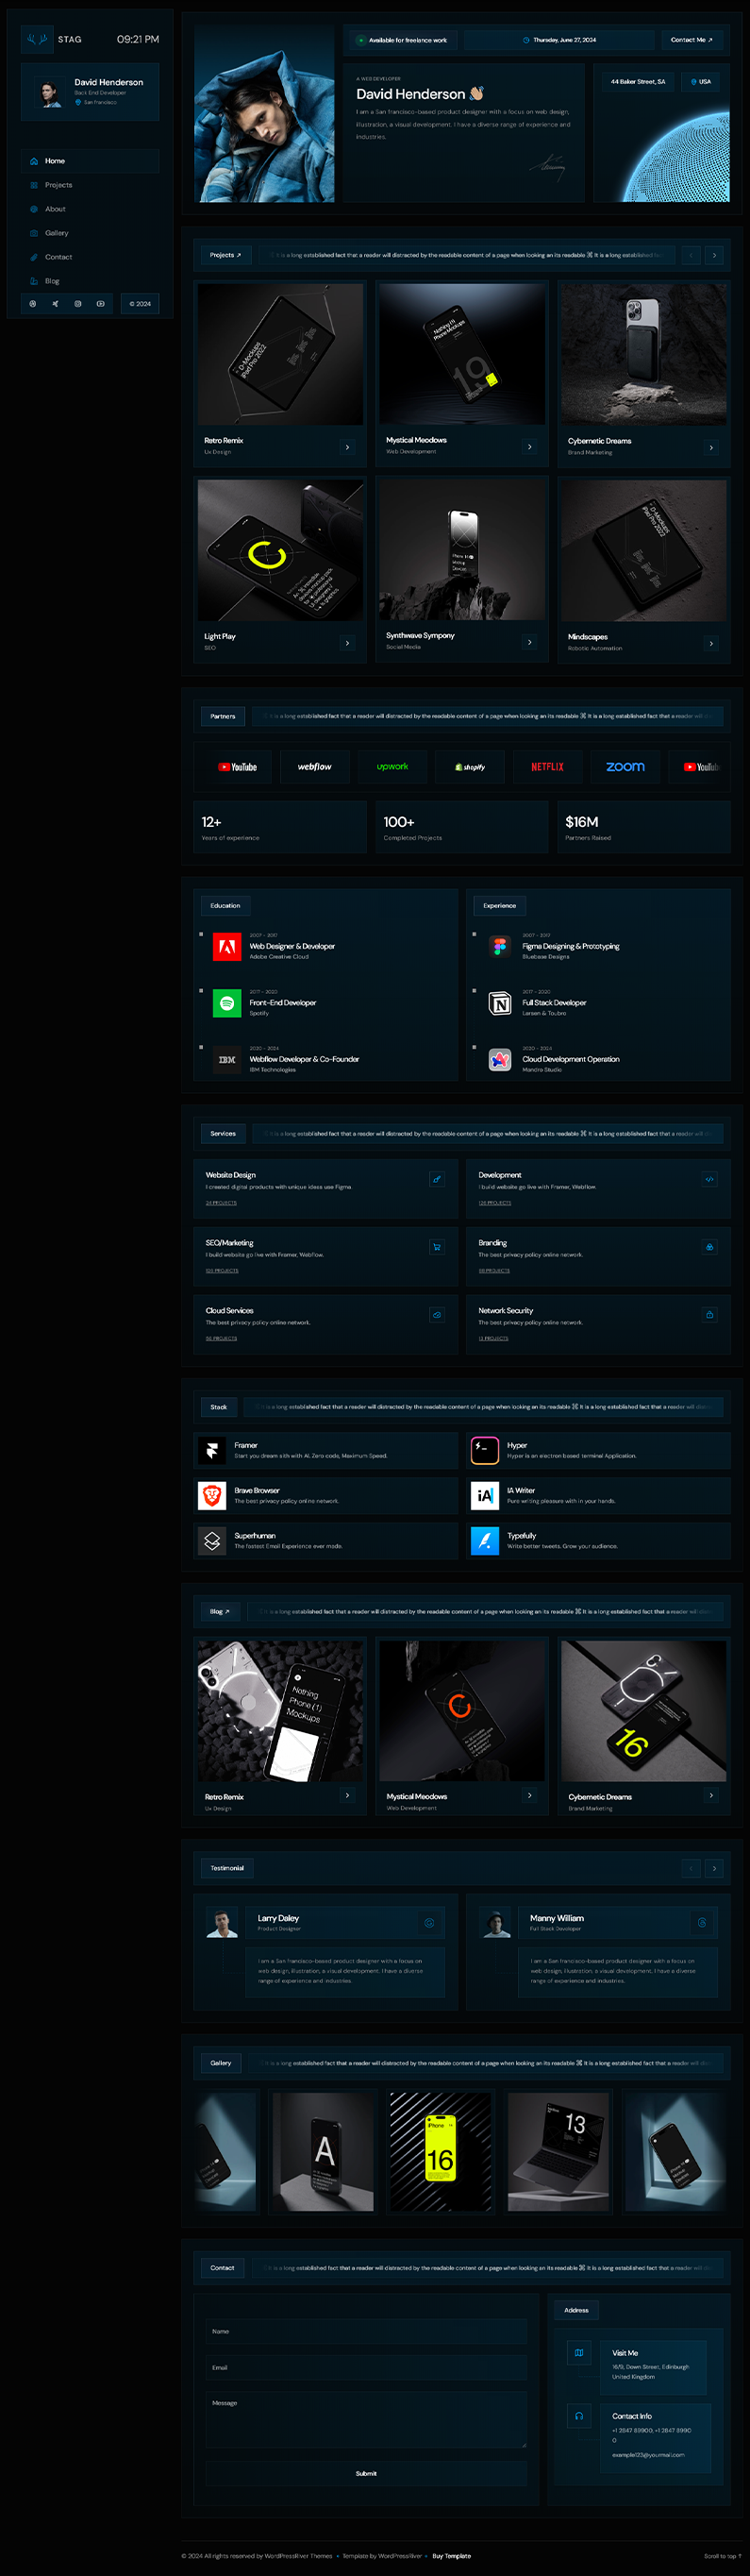 STAG
09:21 PM
David Henderson
Back End Developer
San Francisco
Home
Projects
About
Gallery
Contact
Blog
© 2024
Available for freelance work
Thursday, June 27, 2024
Contact Me ↗
A WEB DEVELOPER
David Henderson 👋🏼
I am a San francisco-based product designer with a focus on web design,
illustration, a visual development. I have a diverse range of experience and
industries.
44 Baker Street, SA
USA
Projects ↗
It is a long established fact that a reader will distracted by the readable content of a page when looking an its readable ⌘ It is a long established
Retro Remix
Ux Design
Mystical Meodows
Web Development
Cybernetic Dreams
Brand Marketing
Light Play
SEO
Synthwave Sympony
Social Media
Mindscapes
Robotic Automation
Partners
It is a long established fact that a reader will distracted by the readable content of a page when looking an its readable ⌘ It is a long established fact that a reader will
YouTube
webflow
upwork
shopify
NETFLIX
zoom
YouTube
12+
Years of experience
100+
Completed Projects
$16M
Partners Raised
Education
2007 - 2017
Web Designer & Developer
Adobe Creative Cloud
2017 - 2020
Front-End Developer
Spotify
IBM
2020 - 2024
Webflow Developer & Co-Founder
IBM Technologies
Experience
2007 - 2017
Figma Designing & Prototyping
Bluebase Designs
2017 - 2020
Full Stack Developer
Larsen & Toubro
2020 - 2024
Cloud Development Operation
Mandra Studio
Services
is a long established fact that a reader will distracted by the readable content of a page when looking an its readable ⌘ It is a long established fact that a reader will
Website Design
I created digital products with unique ideas use Figma
24 PROJECTS
Development
I build website go live with Framer, Webflow.
126 PROJECTS
SEO/Marketing
I build website go live with Framer, Webflow.
PROJECTS
Branding
The best privacy policy online network.
PROJECTS
Cloud Services
The best privacy policy online network.
PROJECTS
Network Security
The best privacy policy online network.
13 PROJECTS
Stack
is a long established fact that a reader will distracted by the readable content of a page when looking an its readable ⌘ It is a long established fact that a reader will
Framer
Start you dream sith with AI. Zero code, Maximum Speed.
Hyper
Hyper is an electron based terminal Application.
Brave Browser
The best privacy policy online network.
iA
IA Writer
Pure writing pleasure with in your hands.
Superhuman
The fastest Email Experience ever made.
Typefully
Write better tweets. Grow your audience.
Blog ↗
It is a long established fact that a reader will distracted by the readable content of a page when looking an its readable ⌘ It is a long established fact that a reader will
Nothing
Phone (1)
Mockups
16
Retro Remix
Ux Design
Mystical Meodows
Web Development
Cybernetic Dreams
Brand Marketing
Testimonial
Larry Daley
Product Designer
I am a San francisco-based product designer with a focus on
web design, illustration, a visual development. I have a diverse
range of experience and industries.
Manny William
Full Stack Developer
I am a San francisco-based product designer with a focus on
web design, illustration, a visual development. I have a diverse
range of experience and industries.
Gallery
is a long established fact that a reader will distracted by the readable content of a page when looking an its readable ⌘ It is a long established fact that a reader will
A
iPhone
16
13
Contact
is a long established fact that a reader will distracted by the readable content of a page when looking an its readable ⌘ It is a long established fact that a reader will
Name
Email
Message
Submit
Address
Visit Me
16/9, Down Street, Edinburgh
United Kingdom
Contact Info
+1 2847 69900, +1 2847 6990
0
example123@yourmail.com
© 2024 All rights reserved by WordPressRiver Themes • Template by WordPressRiver • Buy Template
Scroll to top ↑